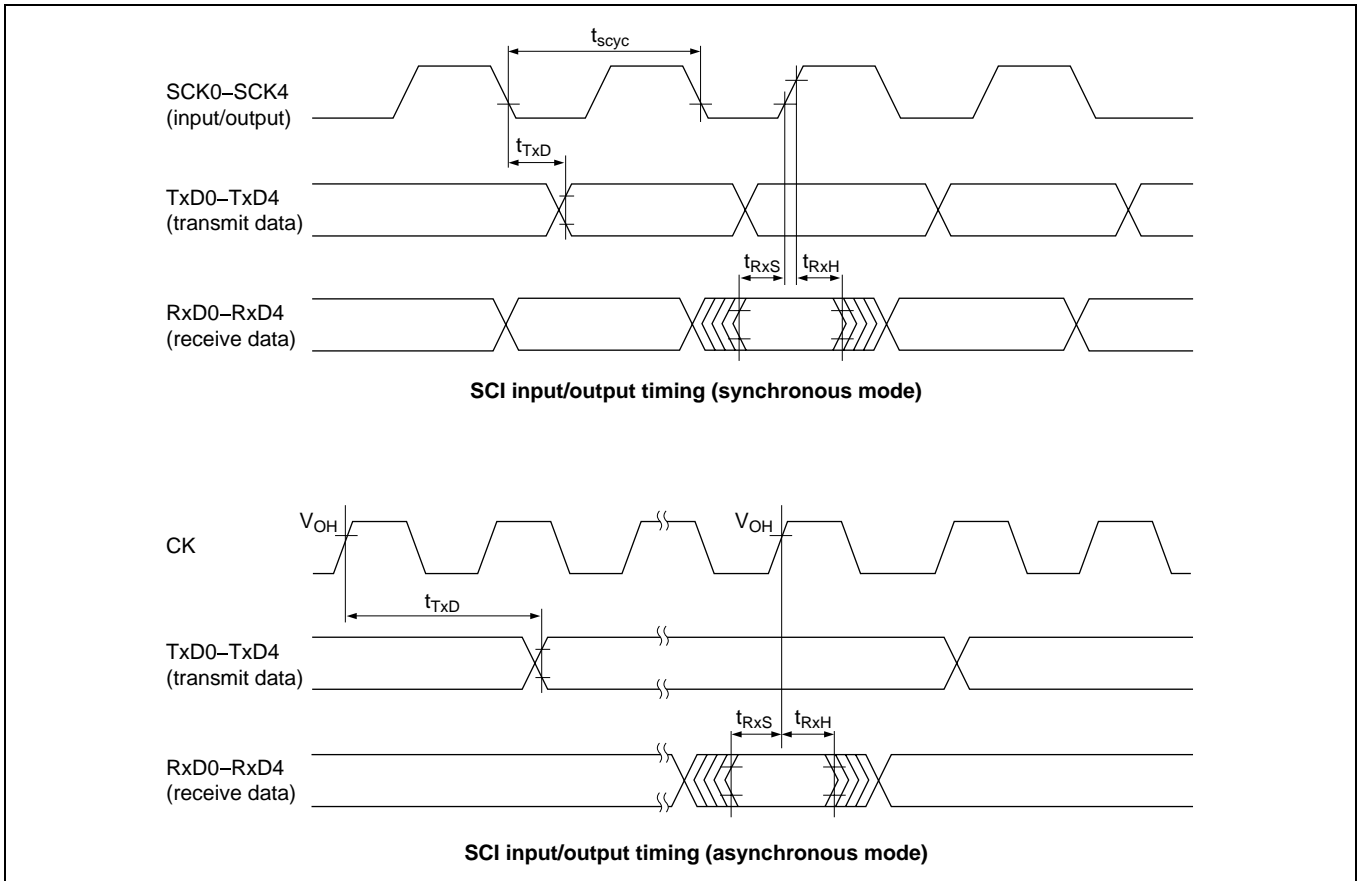 tscyc
SCK0–SCK4
(input/output)
tTxD
TxD0–TxD4
(transmit data)
tRxS
tRxH
RxD0–RxD4
(receive data)
SCI input/output timing (synchronous mode)
VOH
VOH
CK
tTxD
TxD0–TxD4
(transmit data)
tRxS
tRxH
RxD0–RxD4
(receive data)
SCI input/output timing (asynchronous mode)